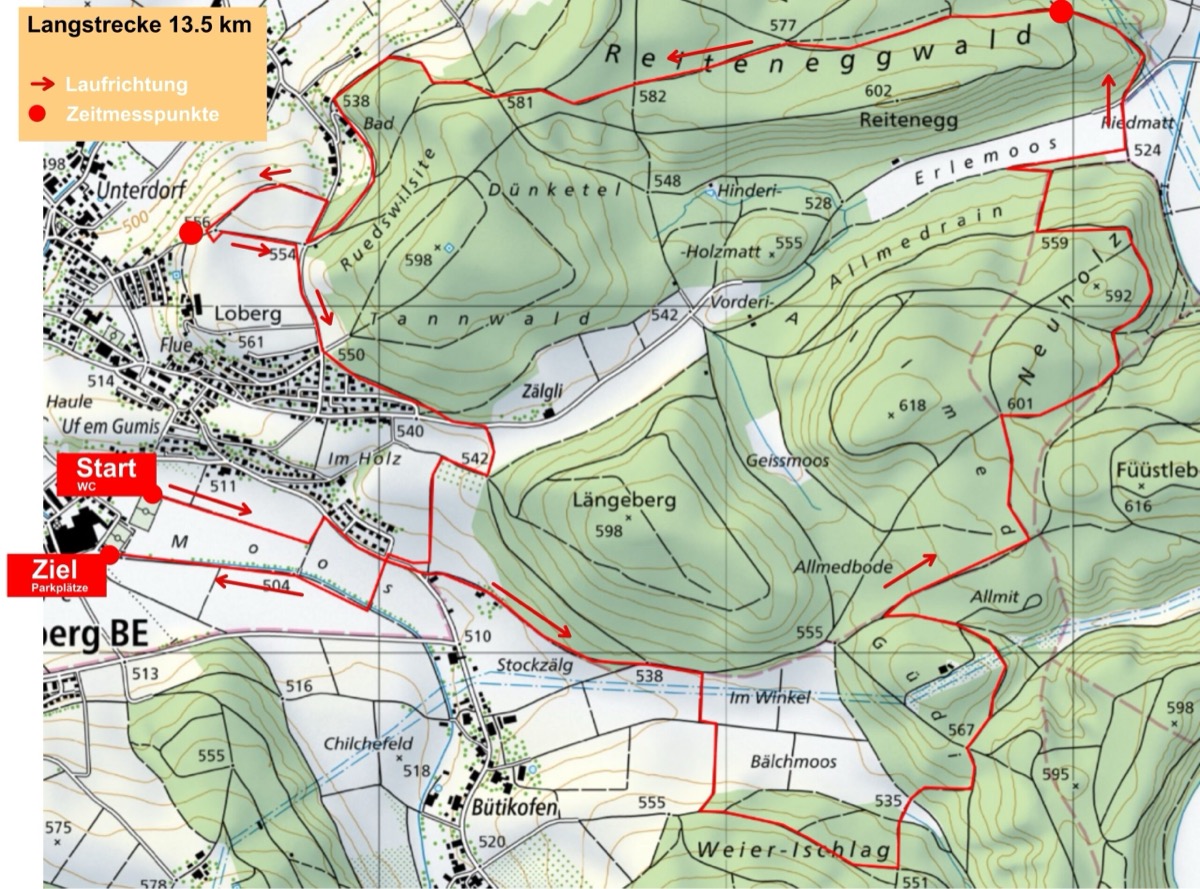 Langstrecke 13.5 km
Laufrichtung
Zeitmesspunkte
577
Reiteneggwald
538
Bad
581
582
602
Reitenegg
Riedmatt
524
498
Unterdorf
500
556
554
Ruedswilsite
Dünketel
548
Hinderi-
528
Erlemoos
598
-Holzmatt
555
Allmedrain
559
Neuholz
592
Loberg
Tannwald
542
Vorderi-
Flue
561
550
Allmed
514
Zälgli
618
601
Haule
Uf em Gumis
540
Im Holz
542
Start
WC
511
Geissmoos
Füüstleb
616
Längeberg
598
Moos
Ziel
Parkplätze
504
Allmedbode
Allmit
berg BE
510
555
Güdi
513
Stockzälg
538
Im Winkel
516
567
598
555
Chilchefeld
518
Bälchmoos
595
Bütikofen
555
535
575
520
Weier-Ischlag
578
551